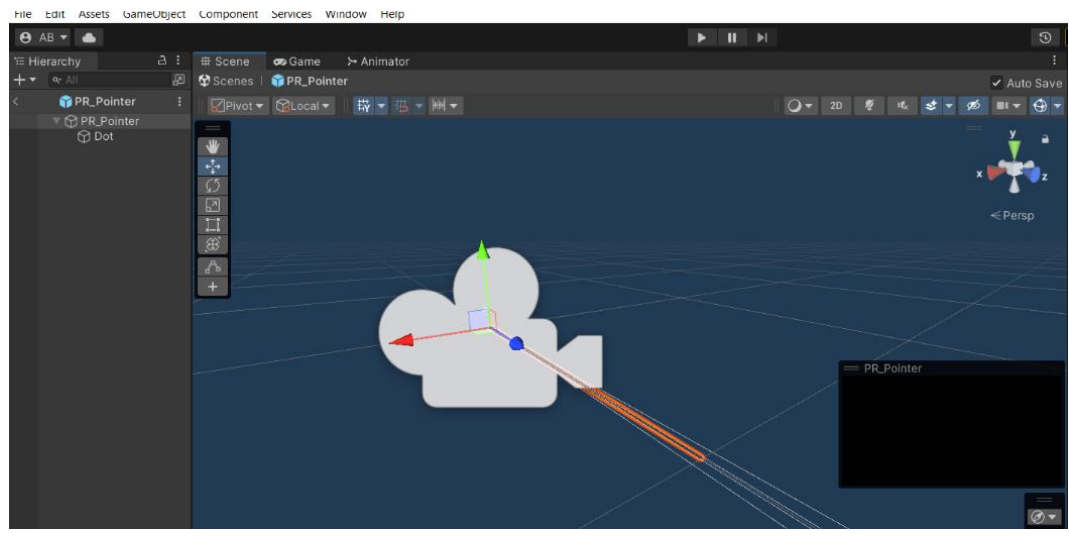 File Edit Assets GameObject Component Services Window Help
AB
Hierarchy
Scene Game Animator
All
Scenes PR_Pointer
Auto Save
PR_Pointer
Pivot Local
2D
PR_Pointer
Dot
y
x
z
Persp
PR_Pointer